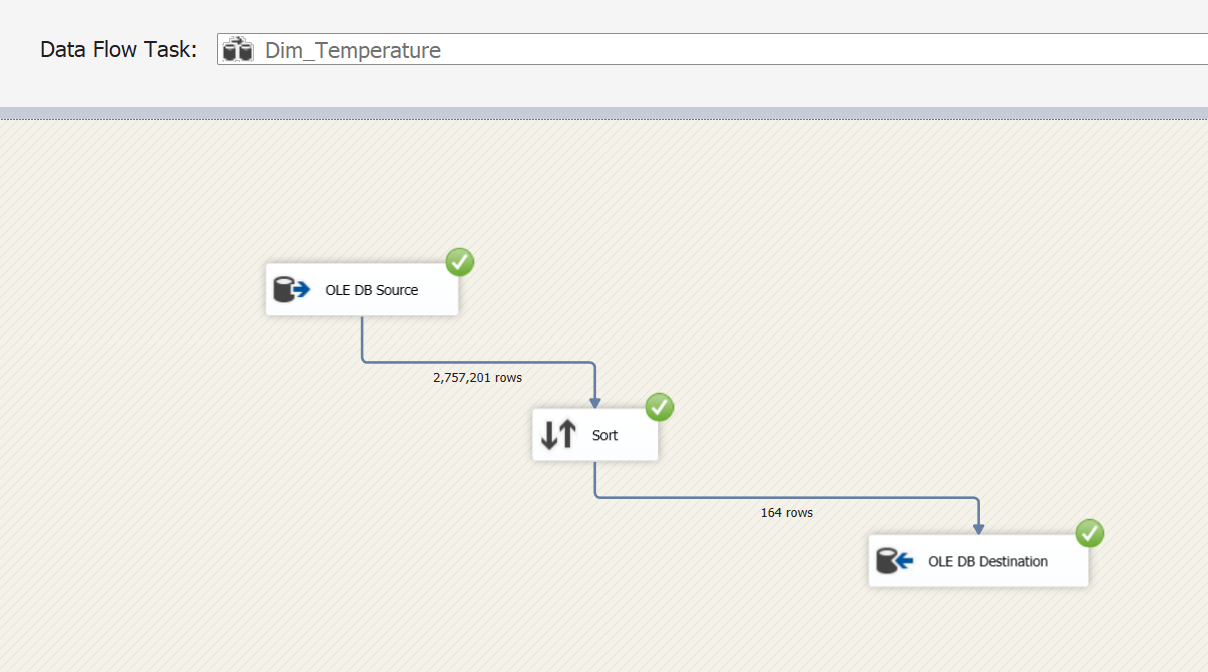 Data Flow Task: Dim_Temperature
OLE DB Source
2,757,201 rows
Sort
164 rows
OLE DB Destination